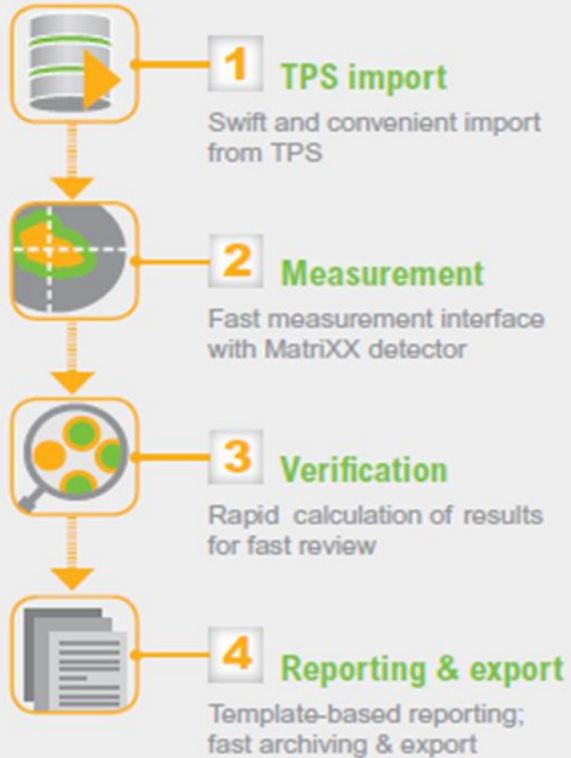 1 TPS import
Swift and convenient import
from TPS
2 Measurement
Fast measurement interface
with MatriXX detector
3 Verification
Rapid calculation of results
for fast review
4 Reporting & export
Template-based reporting;
fast archiving & export